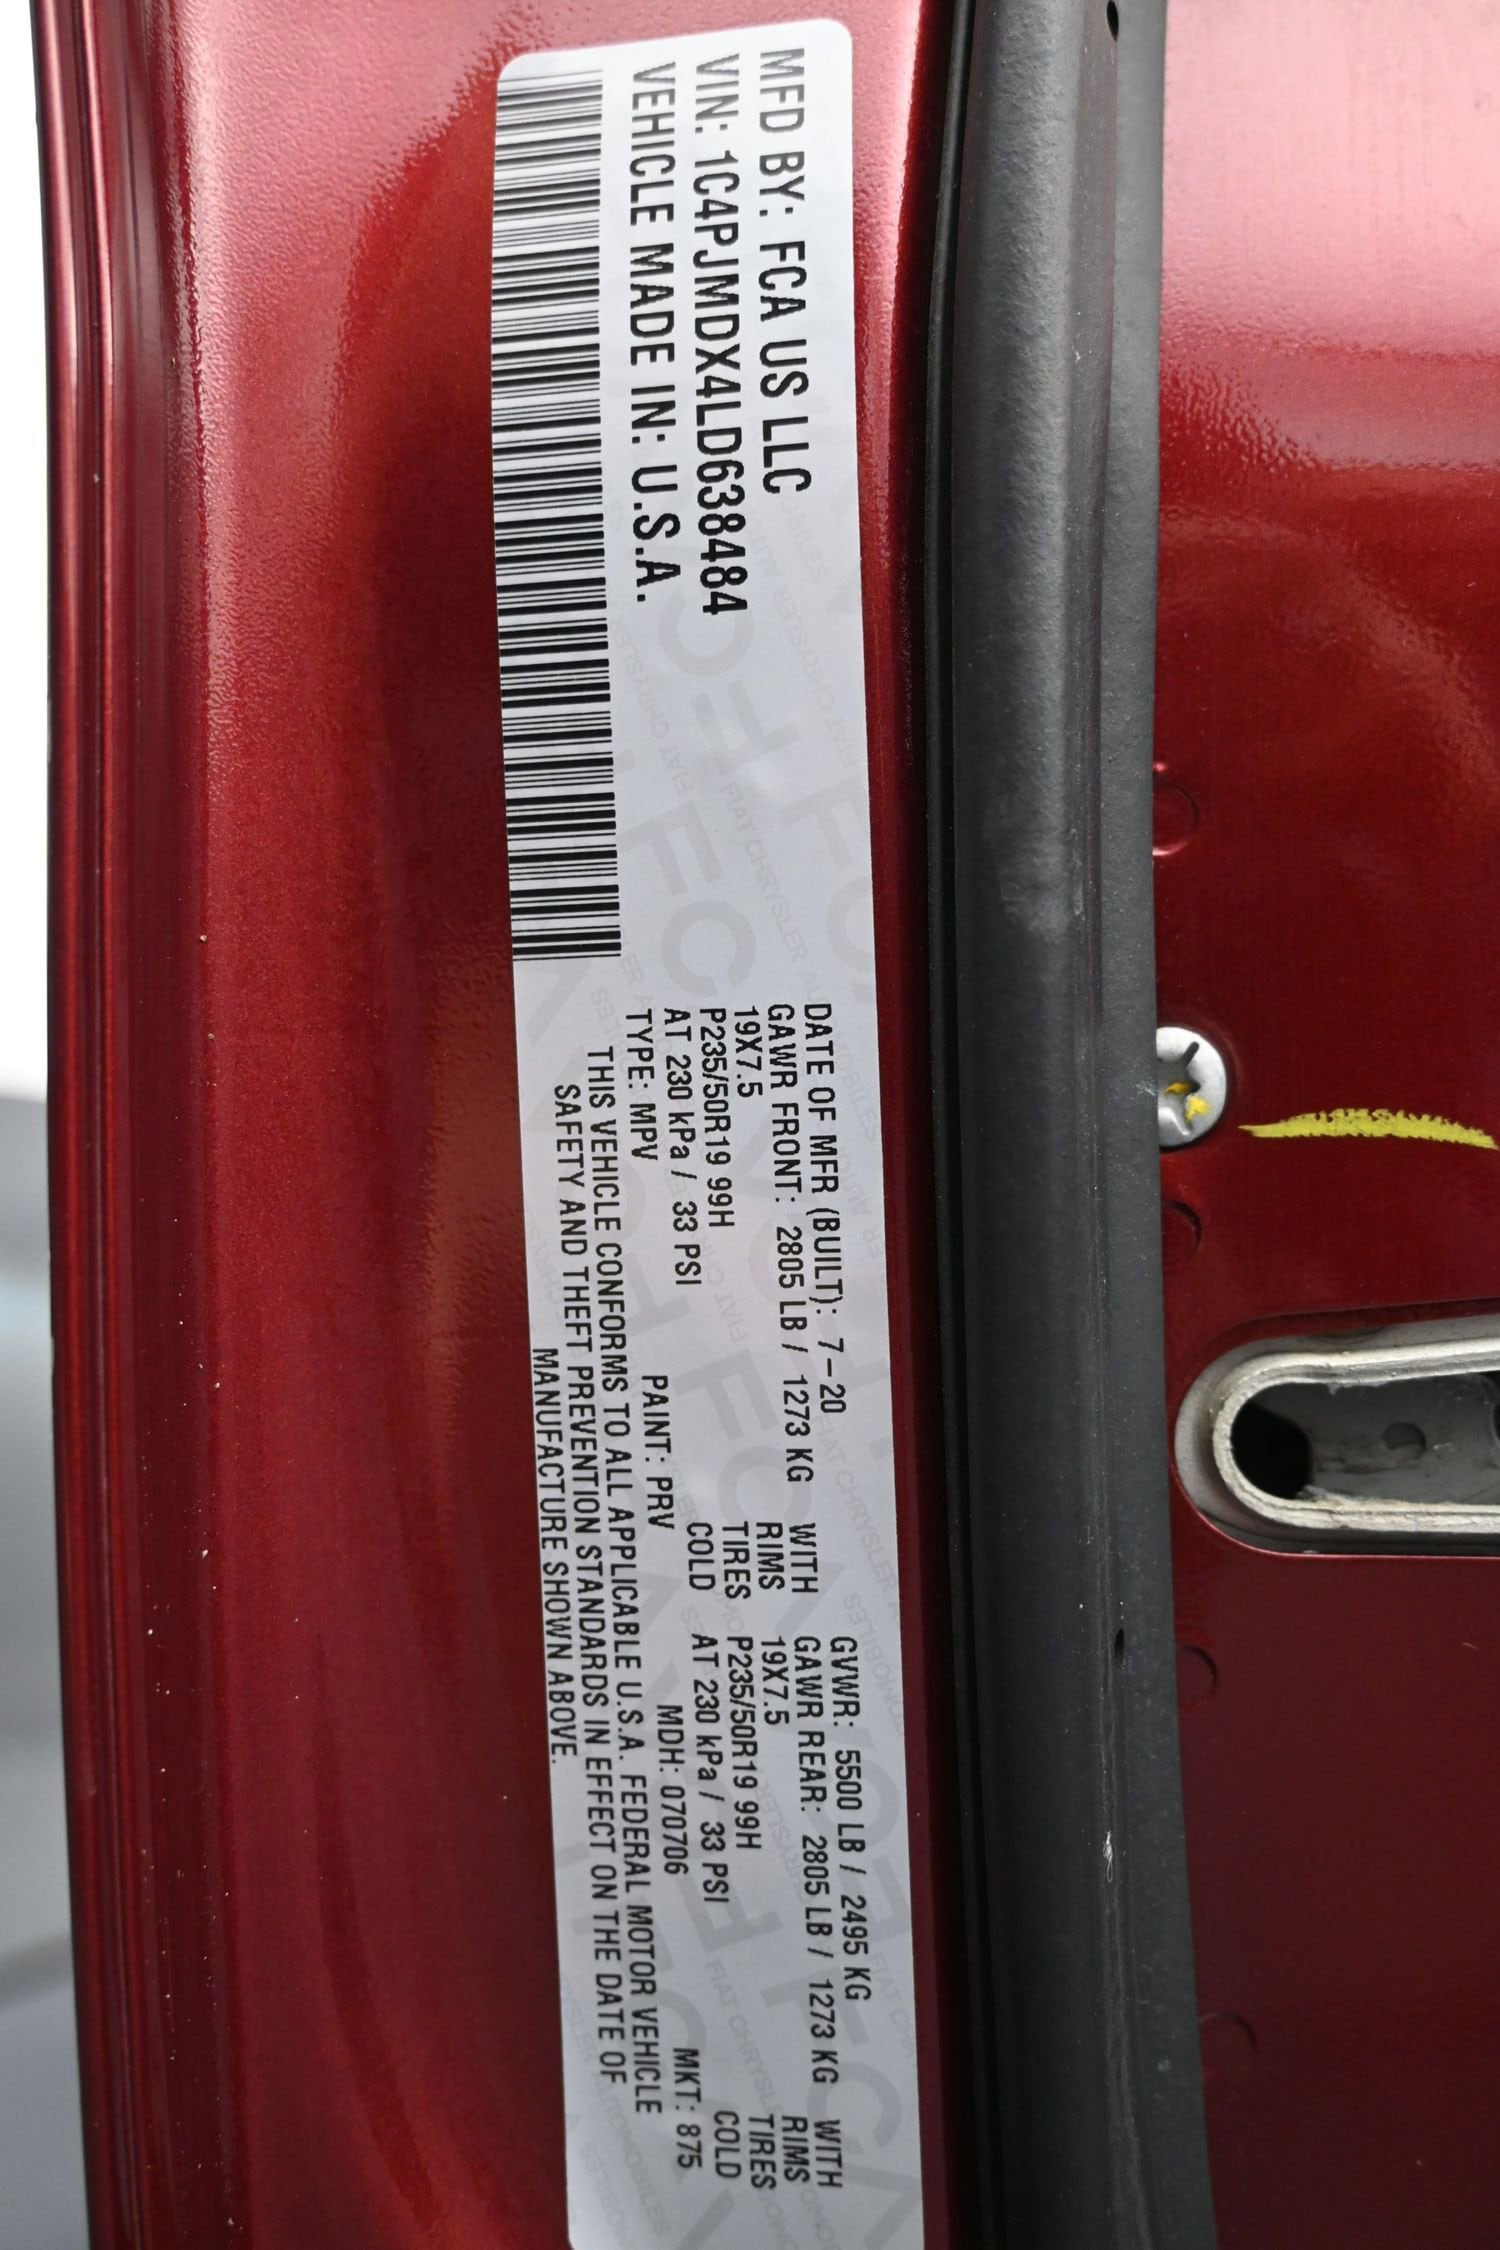 MFD BY: FCA US LLC
VIN: 1C4PJMDX4LD638484
VEHICLE MADE IN: U.S.A.
DATE OF MFR (BUILT): 7-20 GVWR: 5500 LB / 2495 KG
GAWR FRONT: 2805 LB / 1273 KG WITH GAWR REAR: 2805 LB / 1273 KG WITH
19X7.5 RIMS 19X7.5 RIMS
P235/50R19 99H TIRES P235/50R19 99H TIRES
AT 230 kPa / 33 PSI COLD AT 230 kPa / 33 PSI COLD
TYPE: MPV PAINT: PRV MDH: 070706 MKT: 875
THIS VEHICLE CONFORMS TO ALL APPLICABLE U.S.A. FEDERAL MOTOR VEHICLE
SAFETY AND THEFT PREVENTION STANDARDS IN EFFECT ON THE DATE OF
MANUFACTURE SHOWN ABOVE.